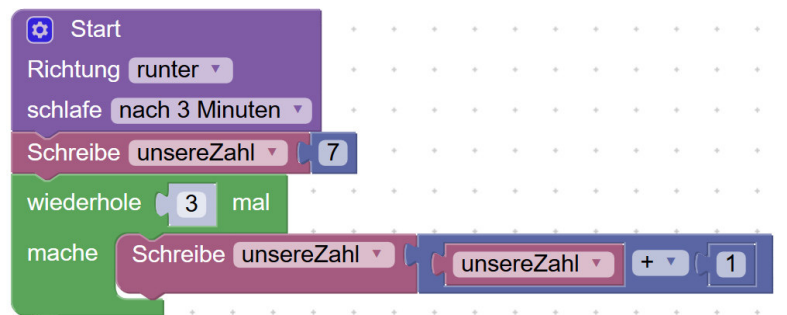 Start
Richtung runter
schlafe nach 3 Minuten
Schreibe unsereZahl 7
wiederhole 3 mal
mache Schreibe unsereZahl unsereZahl + 1